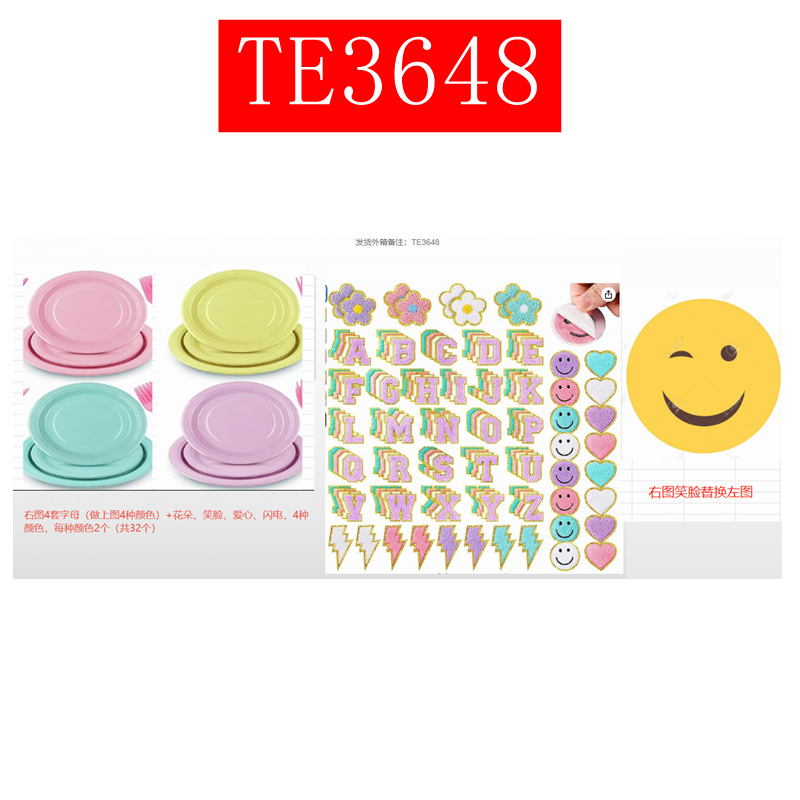 TE3648
发货外箱备注：TE3648
A B C D E
F G H I J K
L M N O P
Q R S T U
V W X Y Z
右图4套字母（做上图4种颜色）+花朵、笑脸、爱心、闪电，4种
颜色，每种颜色2个（共32个）
右图笑脸替换左图